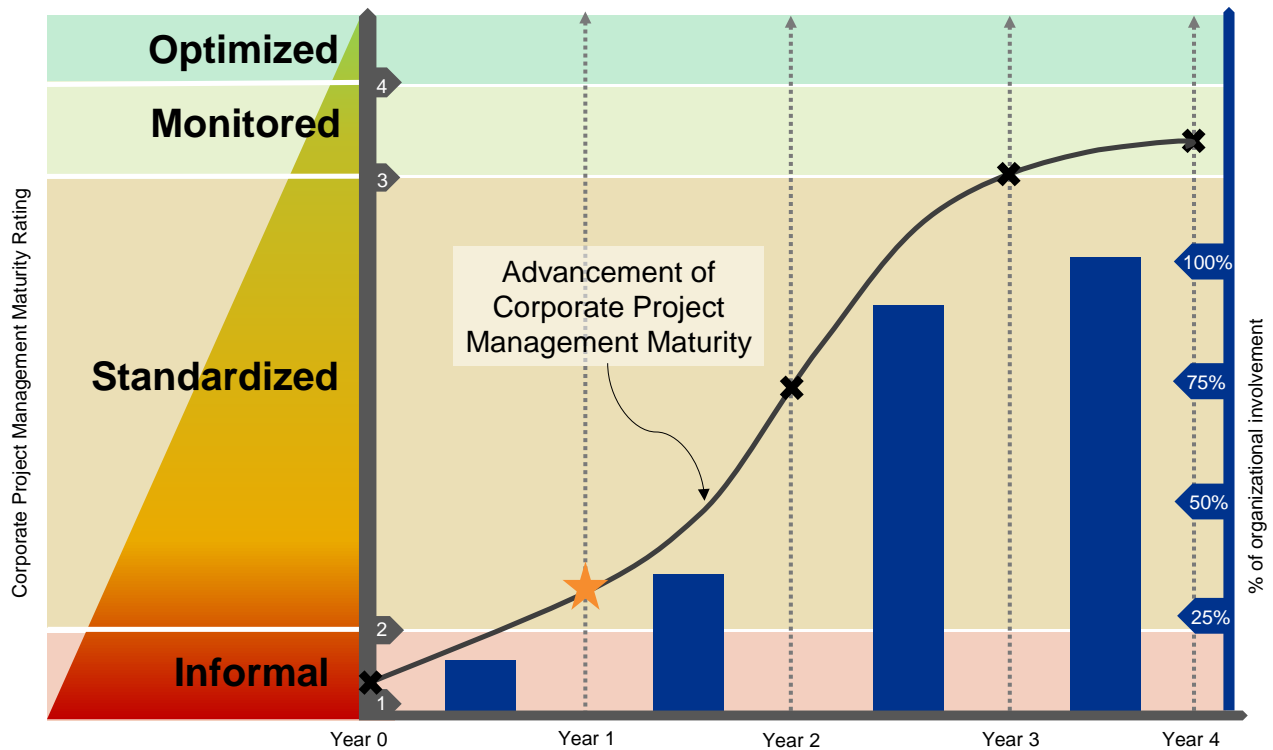 Optimized
4
Monitored
3
Corporate Project Management Maturity Rating
Advancement of
Corporate Project
Management Maturity
Standardized
2
Informal
1
100%
75%
50%
25%
% of organizational involvement
Year 0
Year 1
Year 2
Year 3
Year 4